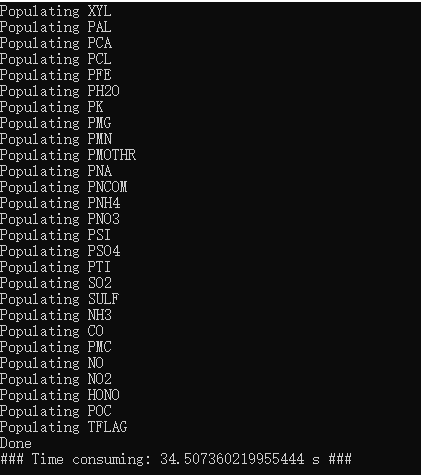 Populating XYL
Populating PAL
Populating PCA
Populating PCL
Populating PFE
Populating PH2O
Populating PK
Populating PMG
Populating PMN
Populating PMOTHR
Populating PNA
Populating PNCOM
Populating PNH4
Populating PNO3
Populating PSI
Populating PSO4
Populating PTI
Populating SO2
Populating SULF
Populating NH3
Populating CO
Populating PMC
Populating NO
Populating NO2
Populating HONO
Populating POC
Populating TFLAG
Done
### Time consuming: 34.507360219955444 s ###